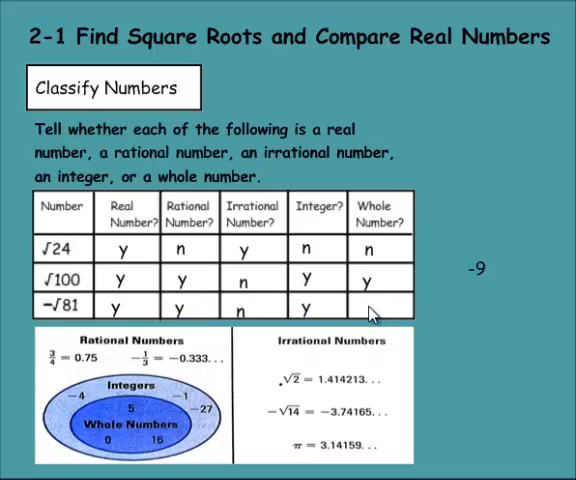 2-1 Find Square Roots and Compare Real Numbers
Classify Numbers
Tell whether each of the following is a real
number, a rational number, an irrational number,
an integer, or a whole number.
Number Real Number? Rational Number? Irrational Number? Integer? Whole Number?
√24 y n y n n
√100 y y n y y
-√81 y y n y
-9
Rational Numbers
3/4 = 0.75 -1/3 = -0.333. . .
Integers
-4 -1
5 -27
Whole Numbers
0 16
Irrational Numbers
√2 = 1.414213. . .
-√14 = -3.74165. . .
π = 3.14159. . .